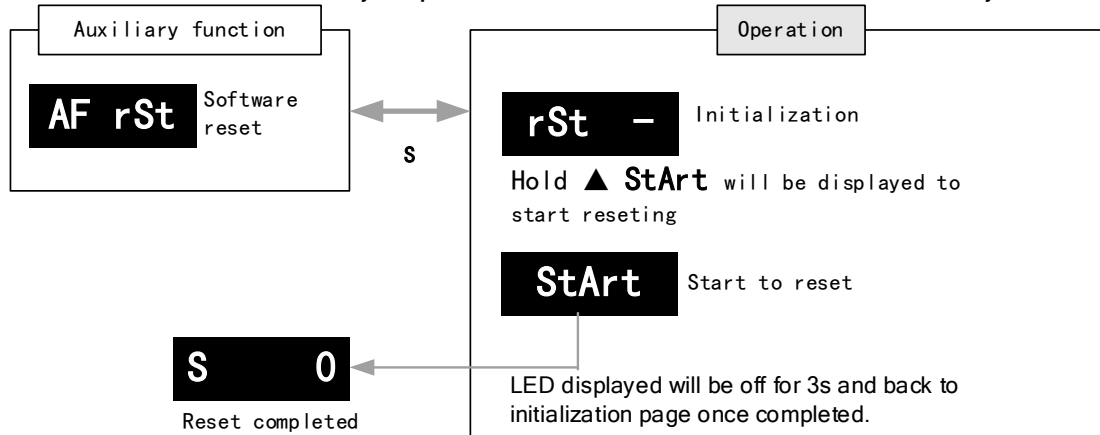 Auxiliary function
AF rSt
Software
reset
S
Operation
rSt –
Initialization
Hold ▲ StArt will be displayed to
start reseting
StArt
Start to reset
S 0
Reset completed
LED displayed will be off for 3s and back to
initialization page once completed.